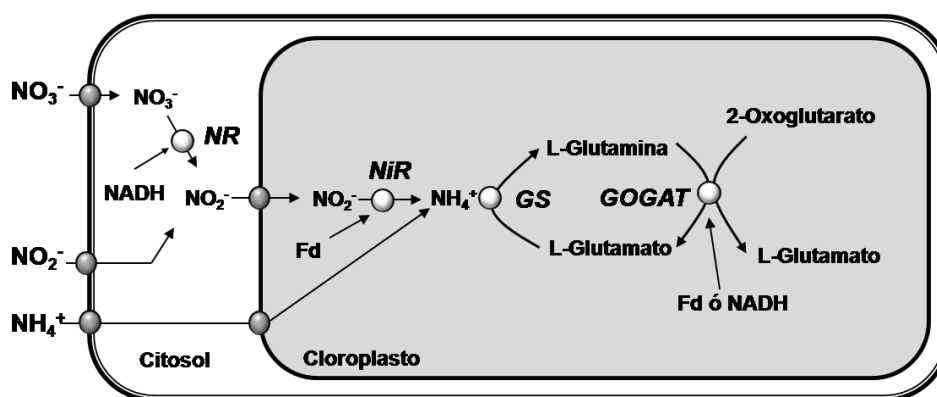 NO₃⁻
NO₃⁻
NR
NADH
NO₂⁻
NO₂⁻
NH₄⁺
Citosol
Cloroplasto
NO₂⁻
NiR
Fd
NH₄⁺
GS
L-Glutamina
L-Glutamato
2-Oxoglutarato
GOGAT
L-Glutamato
Fd ó NADH